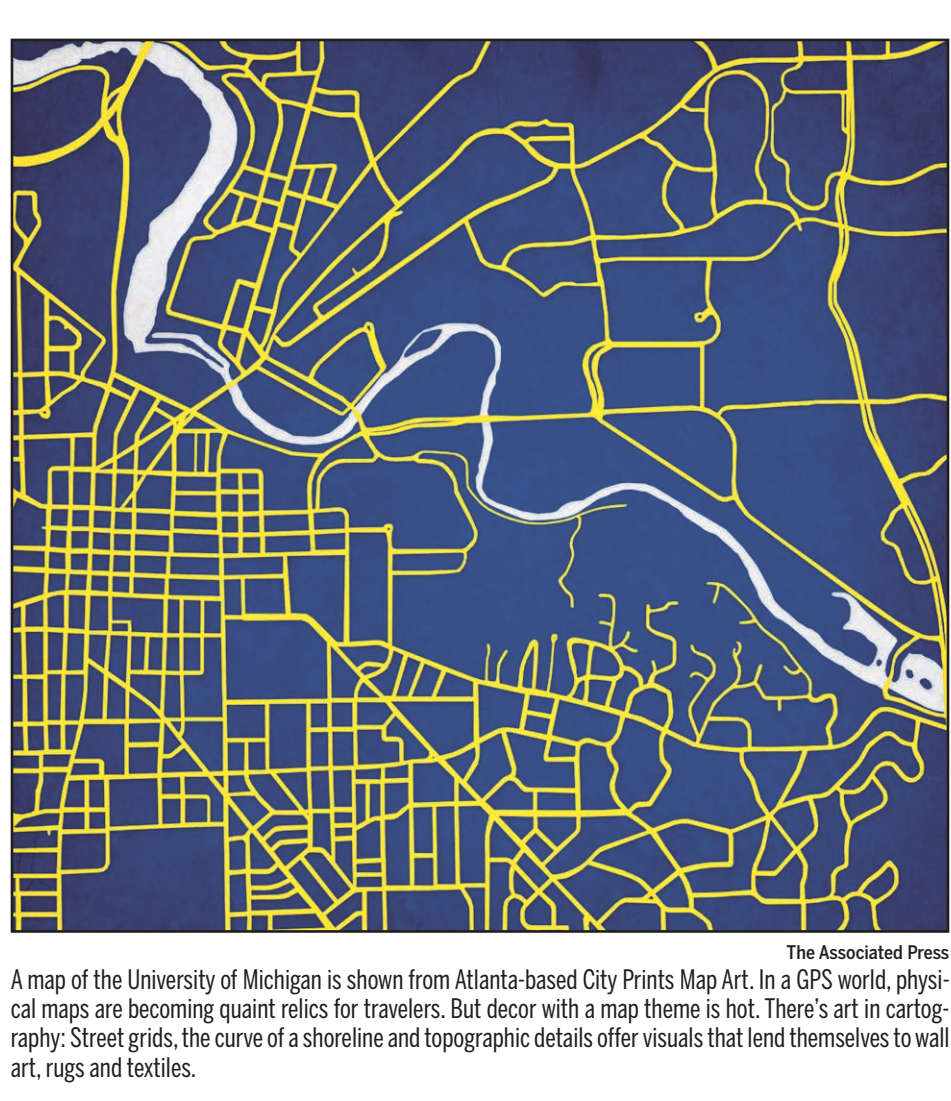 The Associated Press
A map of the University of Michigan is shown from Atlanta-based City Prints Map Art. In a GPS world, physi-
cal maps are becoming quaint relics for travelers. But decor with a map theme is hot. There’s art in cartog-
raphy: Street grids, the curve of a shoreline and topographic details offer visuals that lend themselves to wall
art, rugs and textiles.